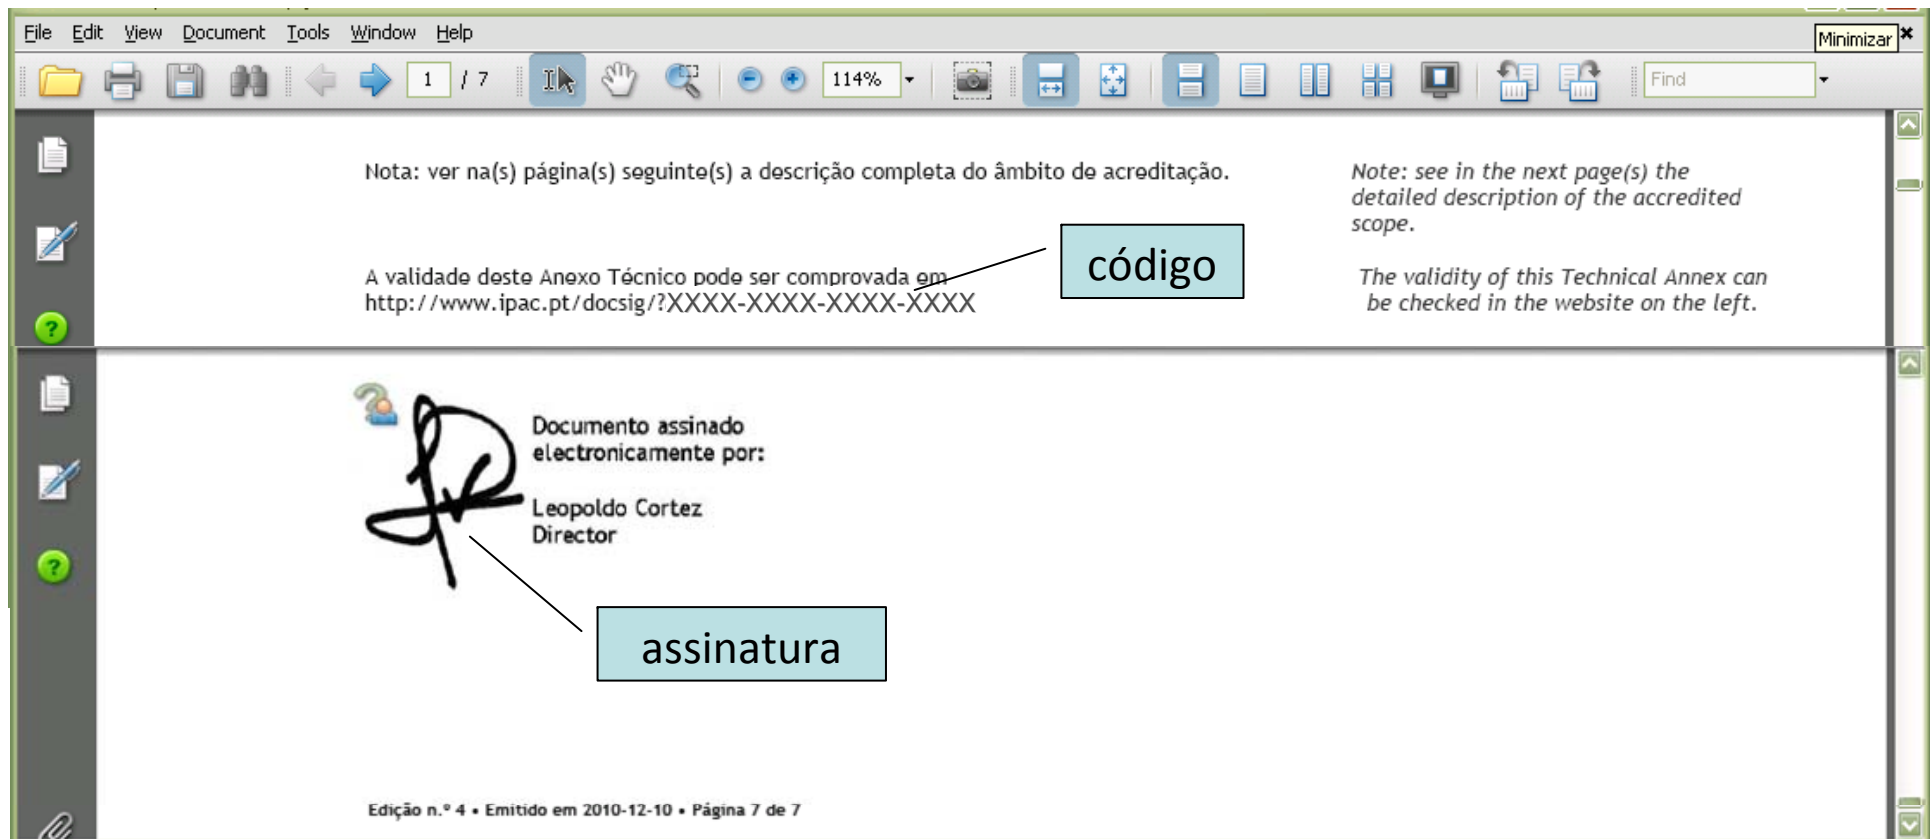 File Edit View Document Tools Window Help
Minimizar
1 / 7
114%
Find
Nota: ver na(s) página(s) seguinte(s) a descrição completa do âmbito de acreditação.
Note: see in the next page(s) the
detailed description of the accredited
scope.
código
A validade deste Anexo Técnico pode ser comprovada em
http://www.ipac.pt/docsig/?XXXX-XXXX-XXXX-XXXX
The validity of this Technical Annex can
be checked in the website on the left.
Documento assinado
electronicamente por:
Leopoldo Cortez
Director
assinatura
Edição n.º 4 • Emitido em 2010-12-10 • Página 7 de 7